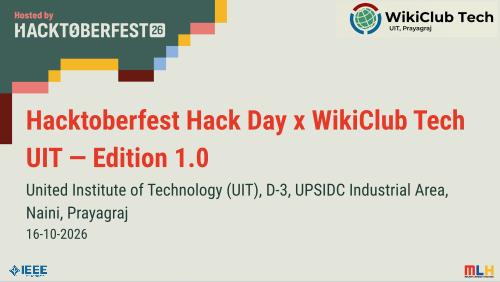 Hosted by
HACKTOBERFEST 26
WikiClub Tech
UIT, Prayagraj
Hacktoberfest Hack Day x WikiClub Tech
UIT — Edition 1.0
United Institute of Technology (UIT), D-3, UPSIDC Industrial Area,
Naini, Prayagraj
16-10-2026
IEEE
MLH